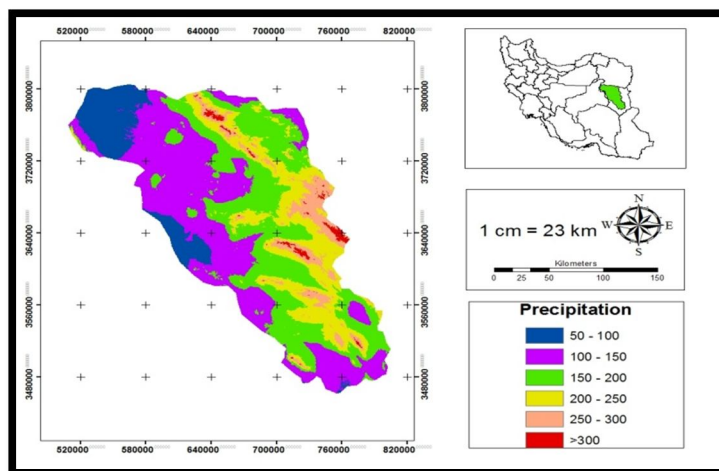 520000 580000 640000 700000 760000 820000
3800000 3800000
3720000 3720000
3640000 3640000
3560000 3560000
3480000 3480000
520000 580000 640000 700000 760000 820000
N
W E
S
1 cm = 23 km
Kilometers
0 25 50 100 150
Precipitation
50 - 100
100 - 150
150 - 200
200 - 250
250 - 300
>300